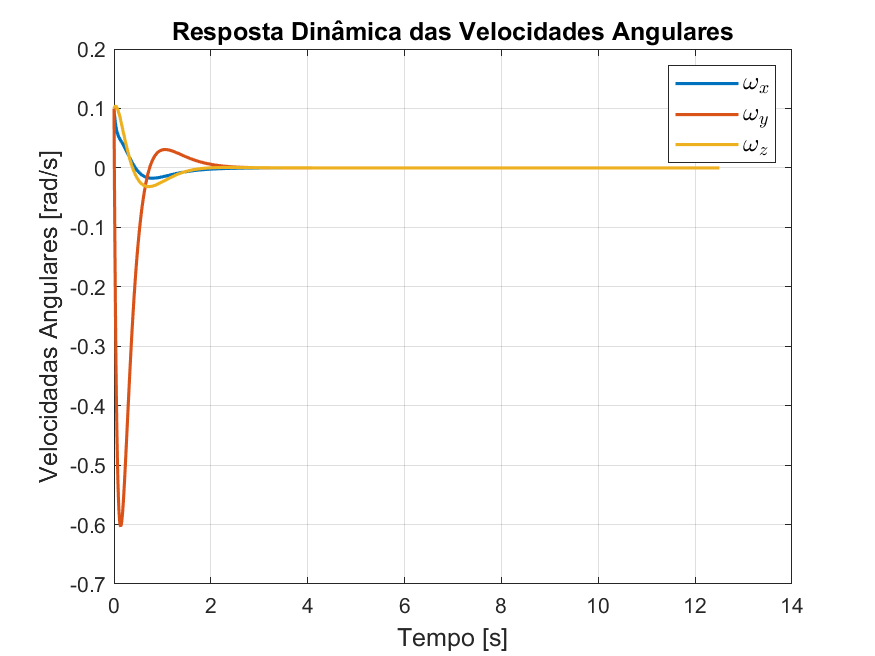 Resposta Dinâmica das Velocidades Angulares
0.2
0.1
0
-0.1
-0.2
-0.3
-0.4
-0.5
-0.6
-0.7
Velocidadas Angulares [rad/s]
ωx
ωy
ωz
0 2 4 6 8 10 12 14
Tempo [s]